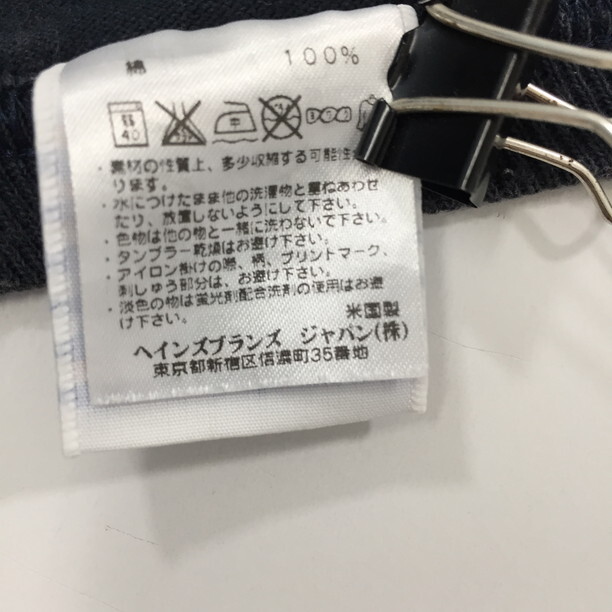 綿 100%
弱 40 中
・素材の性質上、多少収縮する可能性
ります。
・水につけたまま他の洗濯物と重ねあわせ
たり、放置しないようにして下さい。
・色物は他の物と一緒に洗わないで下さい。
・タンブラー乾燥はお避け下さい。
・アイロン掛けの際、柄、プリントマーク、
刺しゅう部分は、お避け下さい。
・淡色の物は蛍光剤配合洗剤の使用はお避
け下さい。
米国製
ヘインズブランズ ジャパン(株)
東京都新宿区信濃町35番地